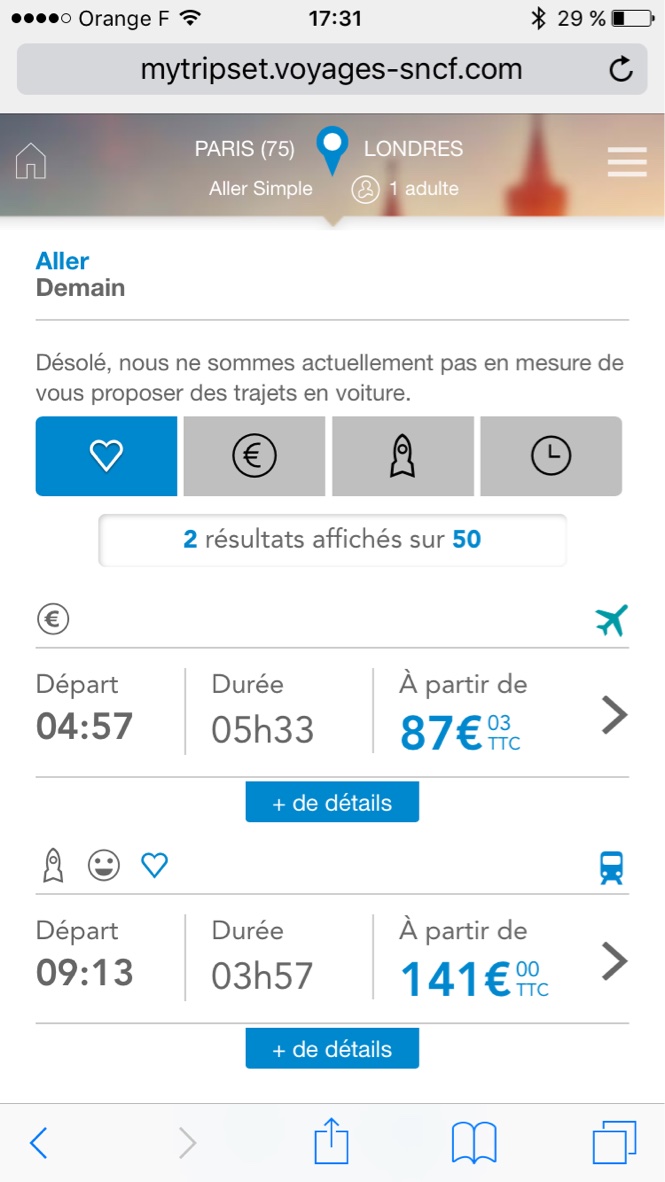 Orange F 17:31 29 %
mytripset.voyages-sncf.com
PARIS (75) LONDRES
Aller Simple 1 adulte
Aller
Demain
Désolé, nous ne sommes actuellement pas en mesure de
vous proposer des trajets en voiture.
€
2 résultats affichés sur 50
€
Départ Durée À partir de
04:57 05h33 87€03 TTC
+ de détails
Départ Durée À partir de
09:13 03h57 141€00 TTC
+ de détails